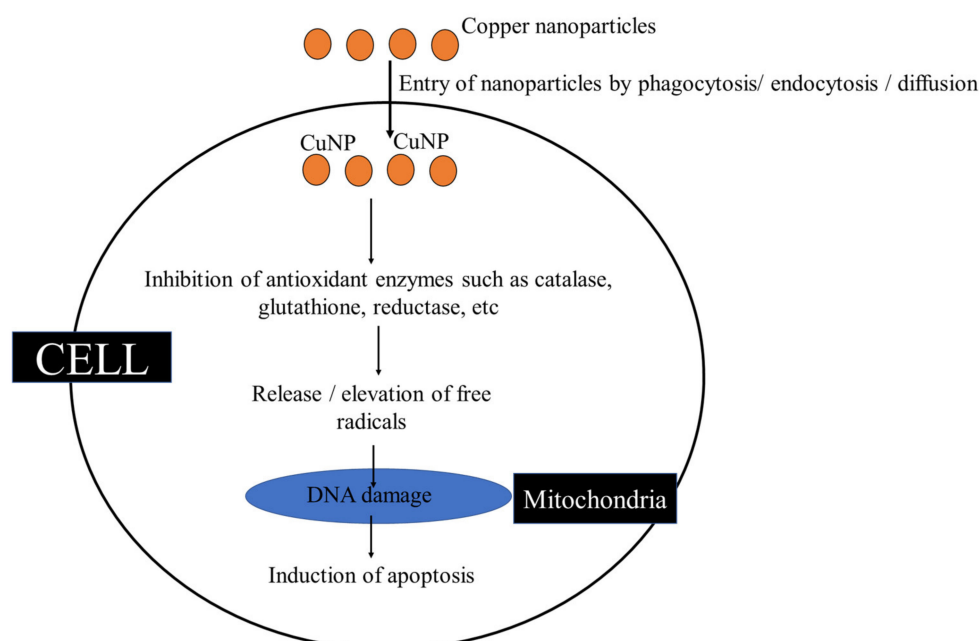 Copper nanoparticles
Entry of nanoparticles by phagocytosis/ endocytosis / diffusion
CuNP
CuNP
Inhibition of antioxidant enzymes such as catalase,
glutathione, reductase, etc
CELL
Release / elevation of free
radicals
DNA damage
Mitochondria
Induction of apoptosis